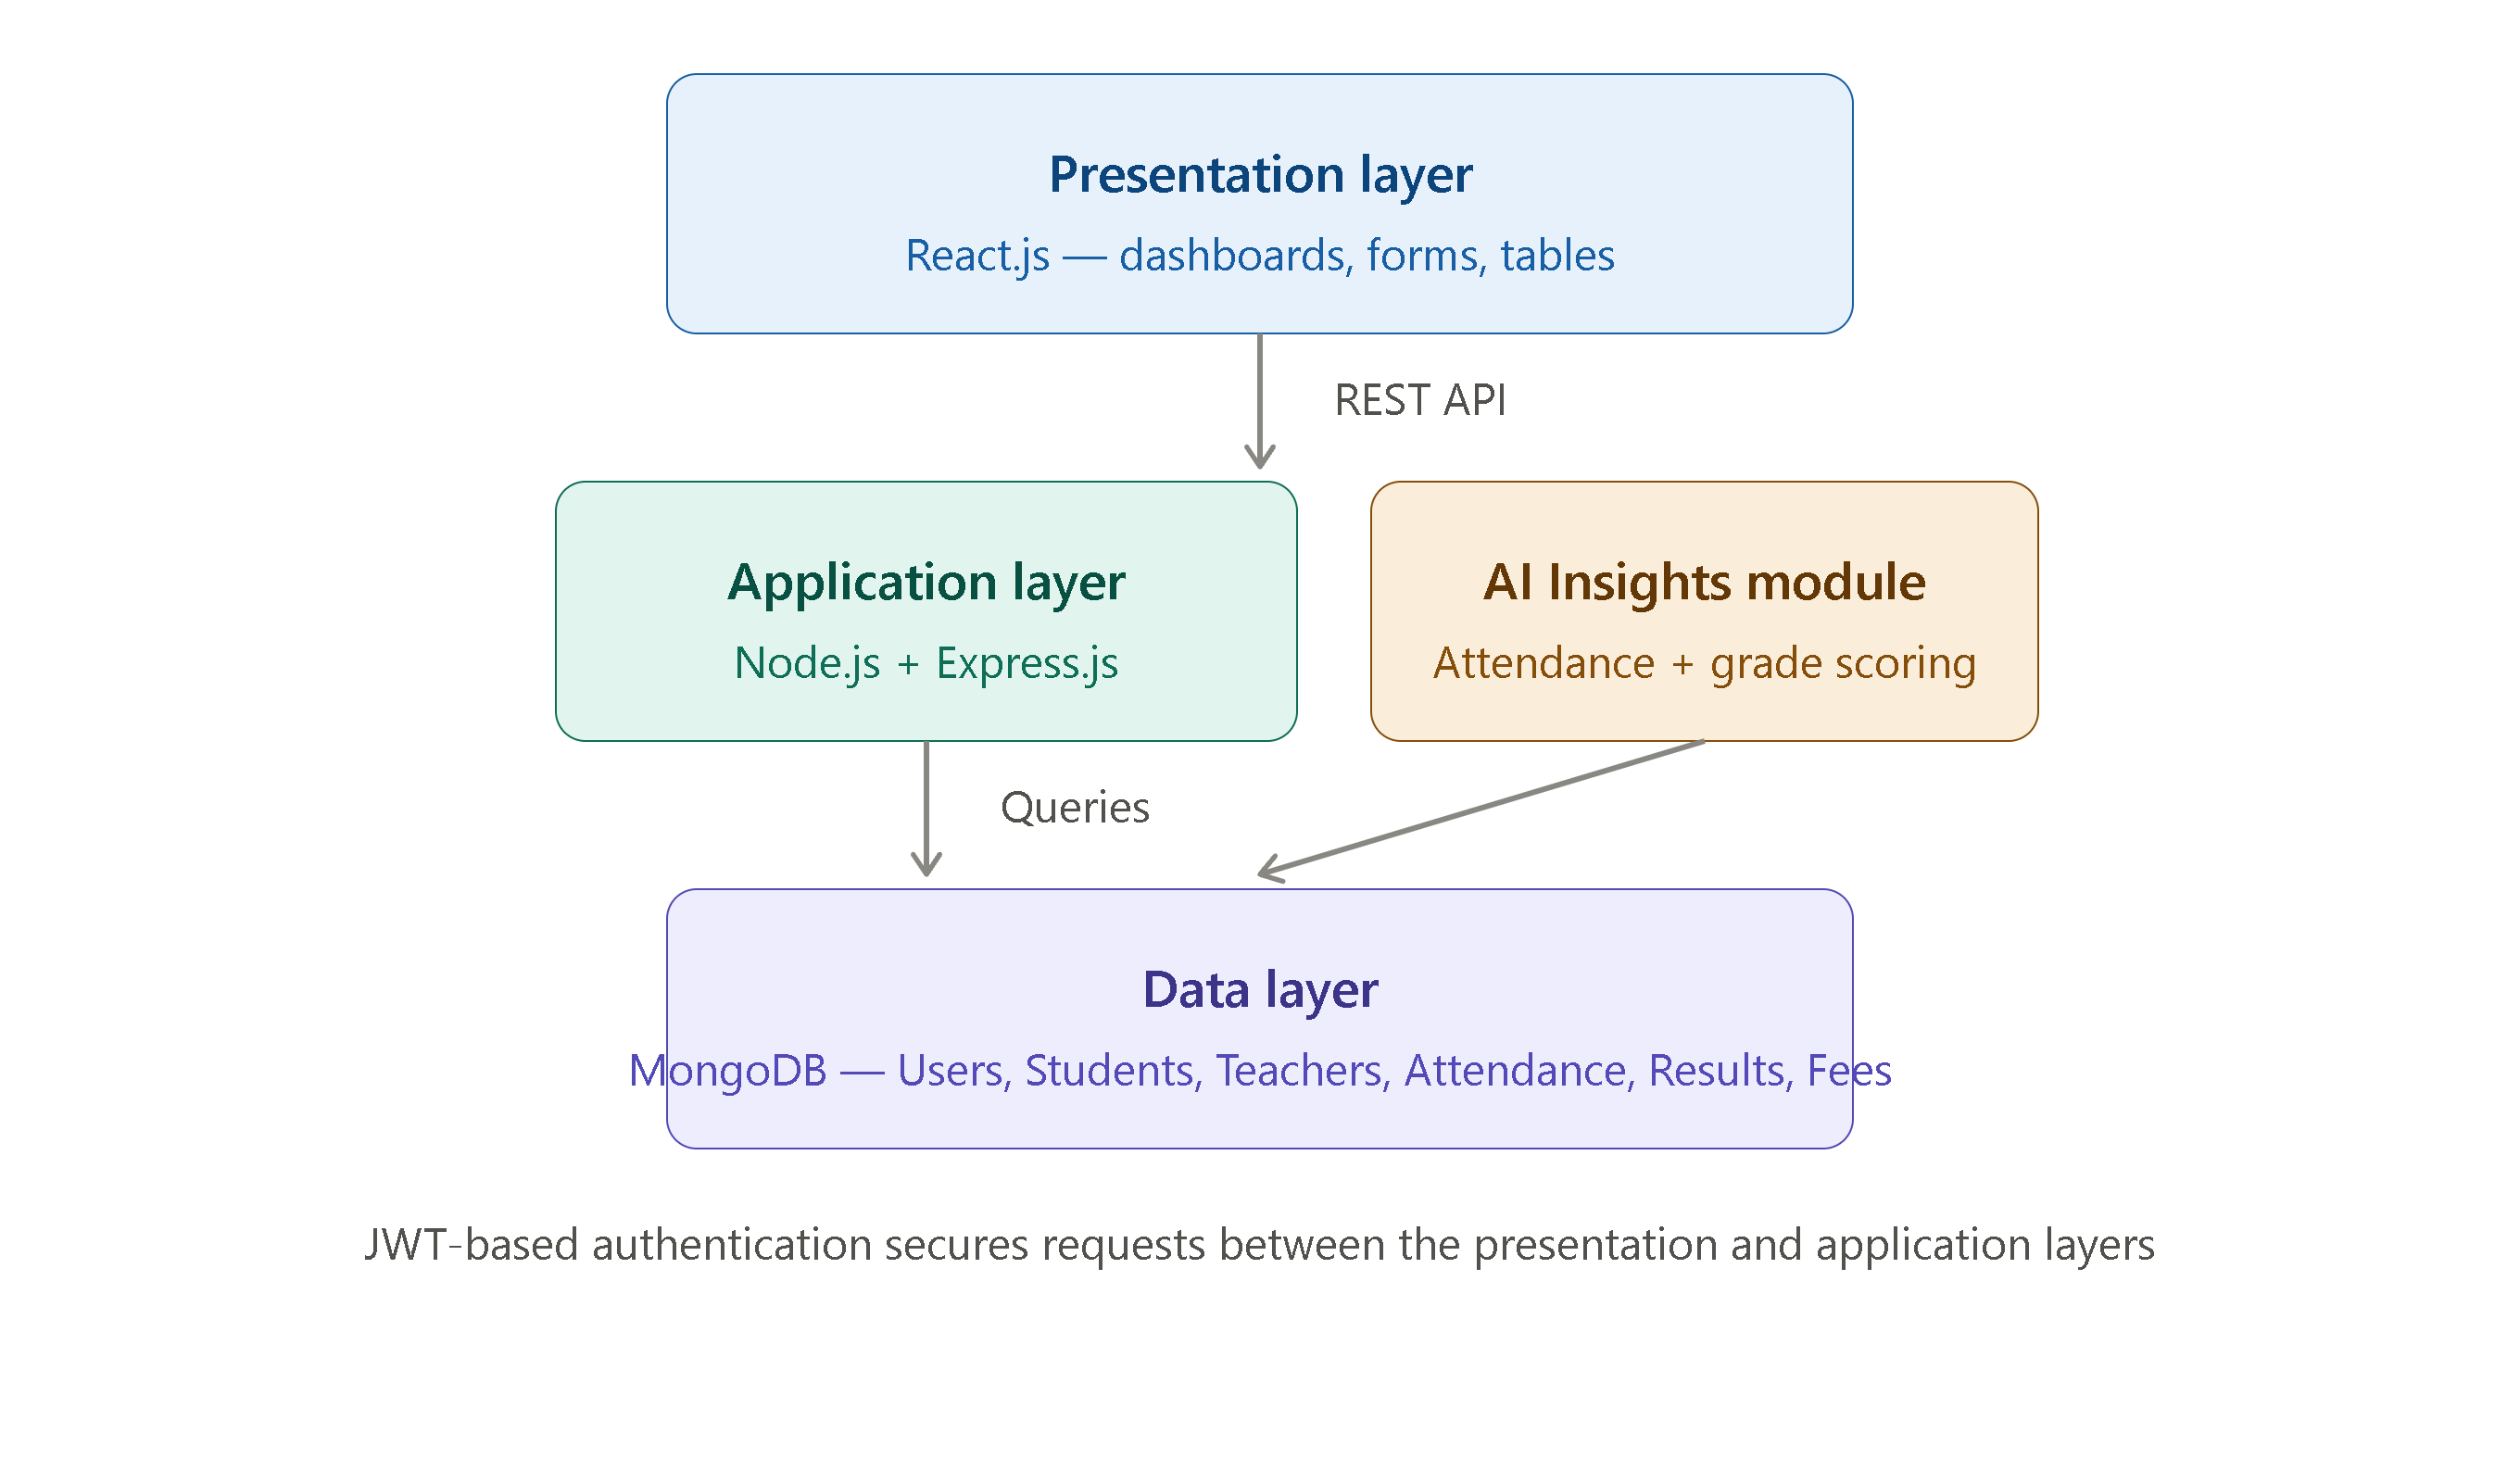 Presentation layer
React.js — dashboards, forms, tables
REST API
Application layer
Node.js + Express.js
AI Insights module
Attendance + grade scoring
Queries
Data layer
MongoDB — Users, Students, Teachers, Attendance, Results, Fees
JWT-based authentication secures requests between the presentation and application layers